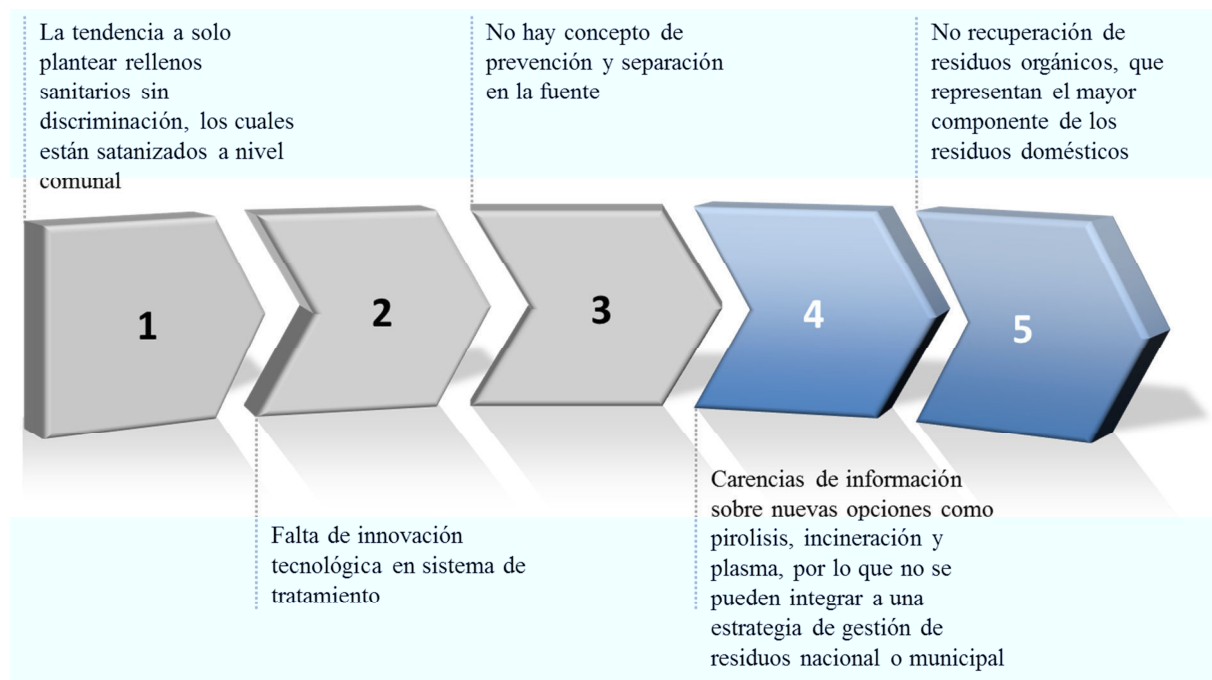 La tendencia a solo
plantear rellenos
sanitarios sin
discriminación, los cuales
están satanizados a nivel
comunal
No hay concepto de
prevención y separación
en la fuente
No recuperación de
residuos orgánicos, que
representan el mayor
componente de los
residuos domésticos
1
2
3
4
5
Falta de innovación
tecnológica en sistema de
tratamiento
Carencias de información
sobre nuevas opciones como
pirolisis, incineración y
plasma, por lo que no se
pueden integrar a una
estrategia de gestión de
residuos nacional o municipal